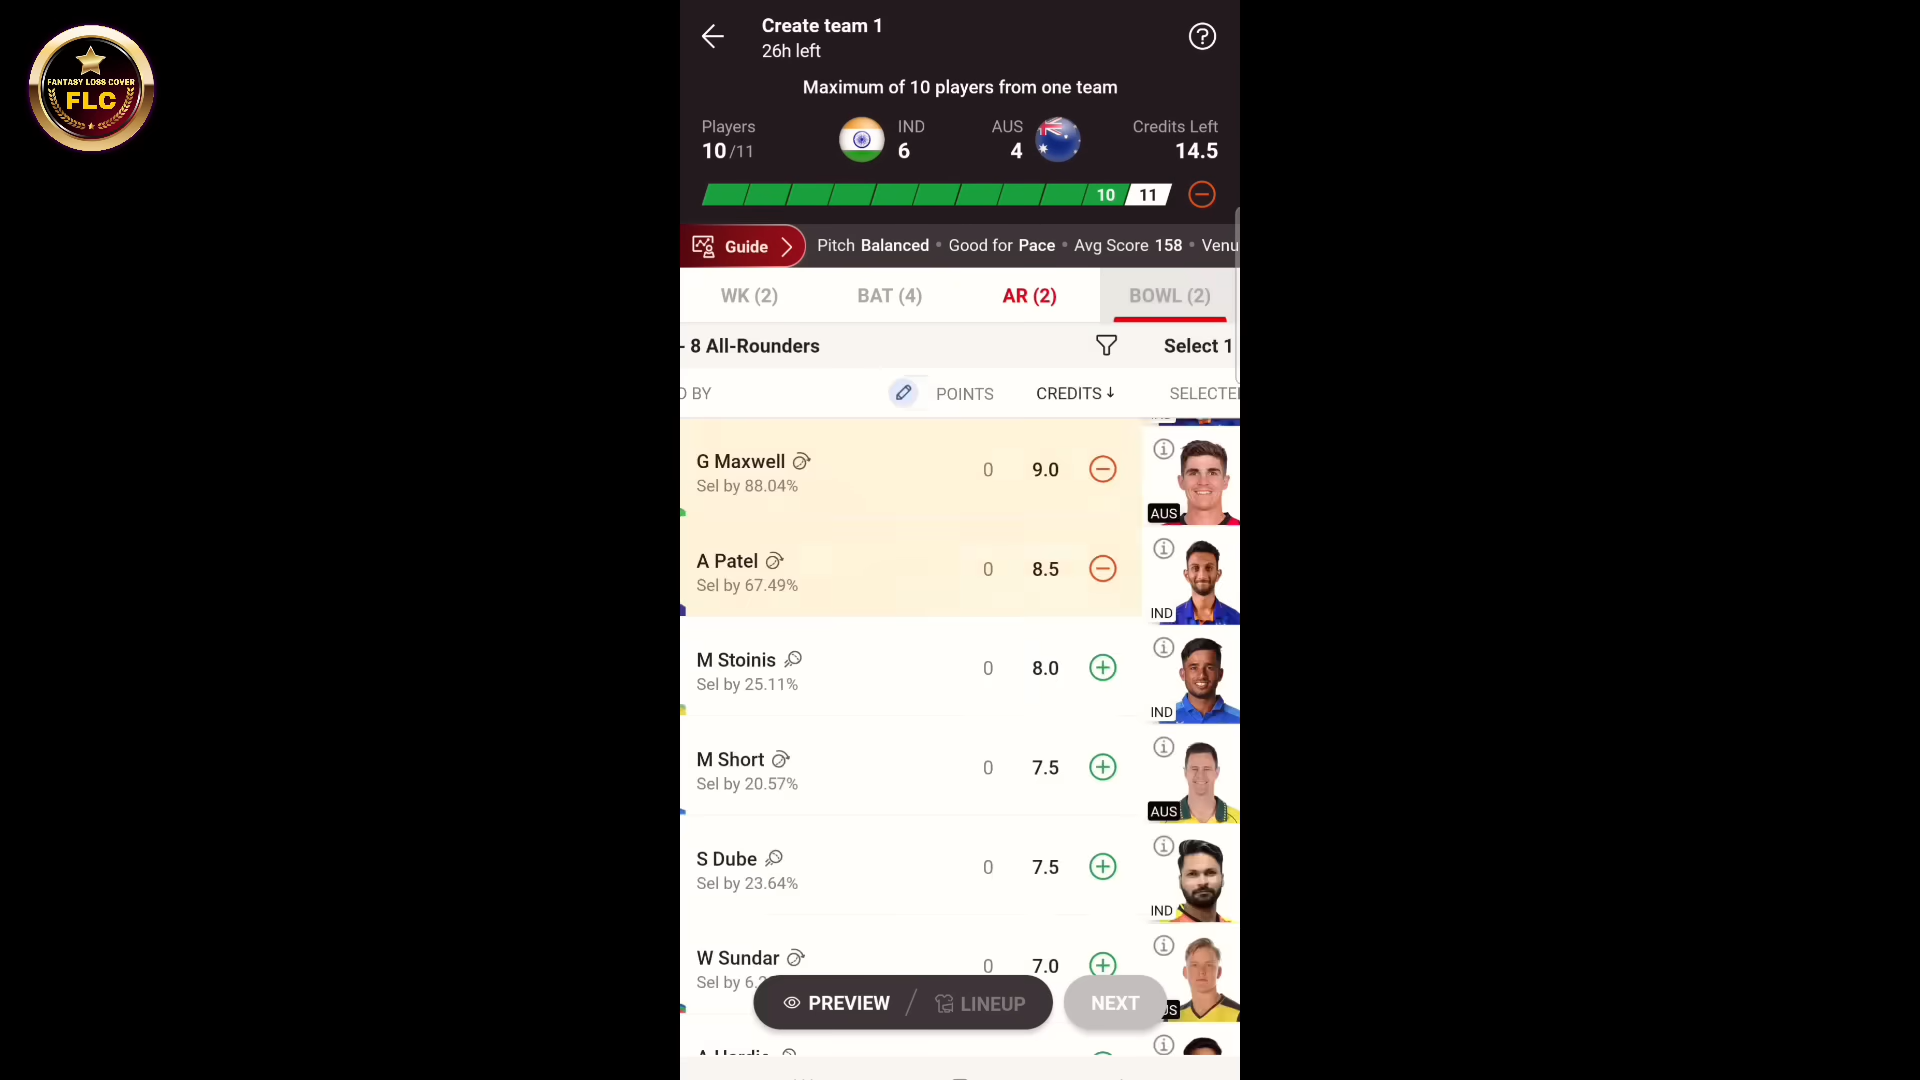 FANTASY LOSS COVER
FLC
Create team 1
26h left
Maximum of 10 players from one team
Players
10/11
IND
6
AUS
4
Credits Left
14.5
10 11
Guide
Pitch Balanced • Good for Pace • Avg Score 158 • Venu
WK (2) BAT (4) AR (2) BOWL (2)
- 8 All-Rounders
Select 1
D BY POINTS CREDITS↓ SELECTE
G Maxwell
Sel by 88.04%
0 9.0
AUS
A Patel
Sel by 67.49%
0 8.5
IND
M Stoinis
Sel by 25.11%
0 8.0
IND
M Short
Sel by 20.57%
0 7.5
AUS
S Dube
Sel by 23.64%
0 7.5
IND
W Sundar
Sel by 6.
0 7.0
PREVIEW / LINEUP
NEXT